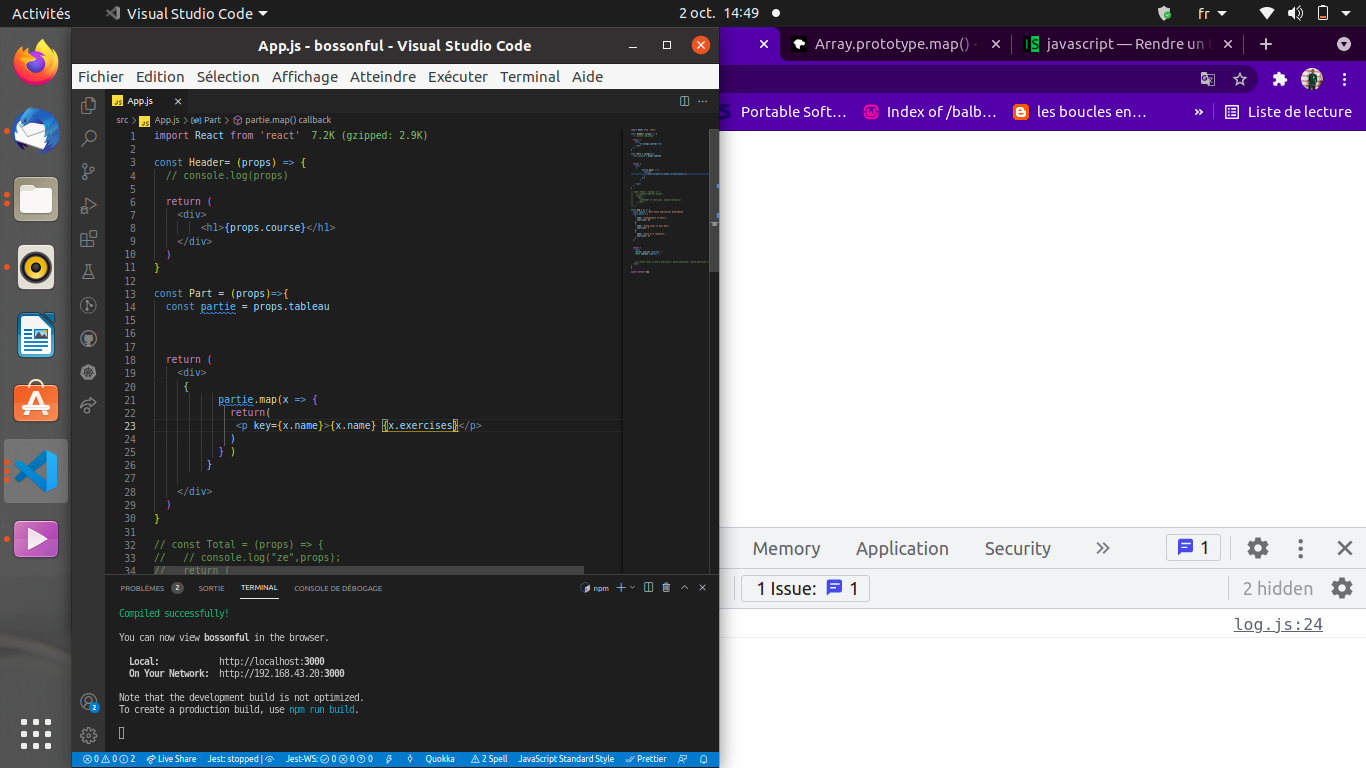 Activités
Visual Studio Code
2 oct. 14:49
fr
App.js - bossonful - Visual Studio Code
Array.prototype.map() -
javascript — Rendre un t
Fichier Edition Sélection Affichage Atteindre Exécuter Terminal Aide
JS App.js
Portable Soft…
Index of /balb…
les boucles en…
»
Liste de lecture
src > JS App.js > Part > partie.map() callback
1 import React from 'react' 7.2K (gzipped: 2.9K)
2
3 const Header= (props) => {
4 // console.log(props)
5
6 return (
7 <div>
8 <h1>{props.course}</h1>
9 </div>
10 )
11 }
12
13 const Part = (props)=>{
14 const partie = props.tableau
15
16
17
18 return (
19 <div>
20 {
21 partie.map(x => {
22 return(
23 <p key={x.name}>{x.name} {x.exercises}</p>
24 )
25 } )
26 }
27
28 </div>
29 )
30 }
31
32 // const Total = (props) => {
33 // // console.log("ze",props);
34 // return (
PROBLÈMES 2 SORTIE TERMINAL CONSOLE DE DÉBOGAGE
npm
Compiled successfully!
You can now view bossonful in the browser.
Local: http://localhost:3000
On Your Network: http://192.168.43.20:3000
Note that the development build is not optimized.
To create a production build, use npm run build.
2
0 0 2 Live Share Jest: stopped | Jest-WS: 0 0 0 Quokka 2 Spell JavaScript Standard Style Prettier
Memory Application Security » 1
1 Issue: 1 2 hidden
log.js:24